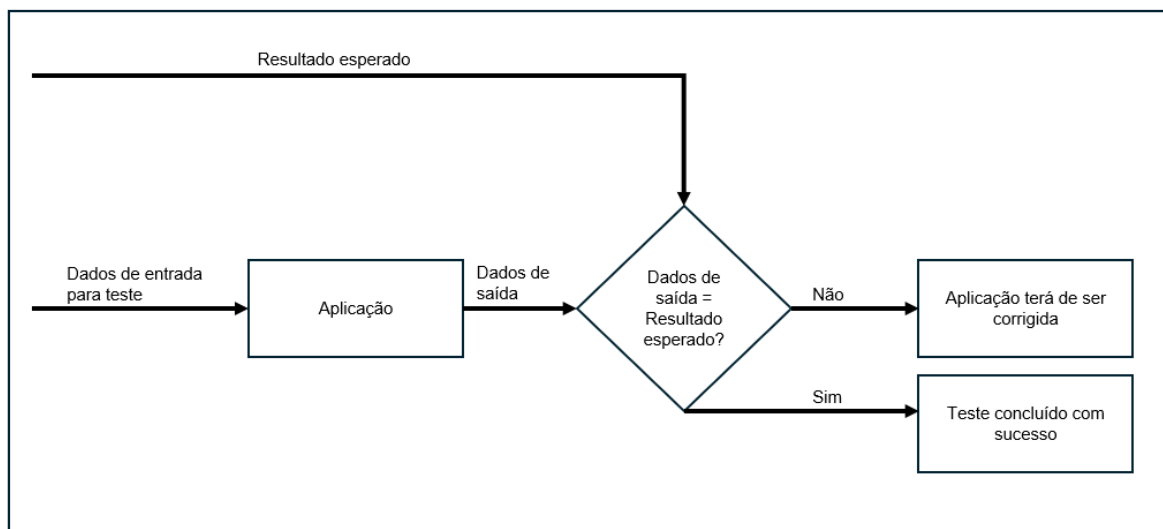 Resultado esperado
Dados de entrada
para teste
Aplicação
Dados de
saída
Dados de
saída =
Resultado
esperado?
Não
Aplicação terá de ser
corrigida
Sim
Teste concluído com
sucesso